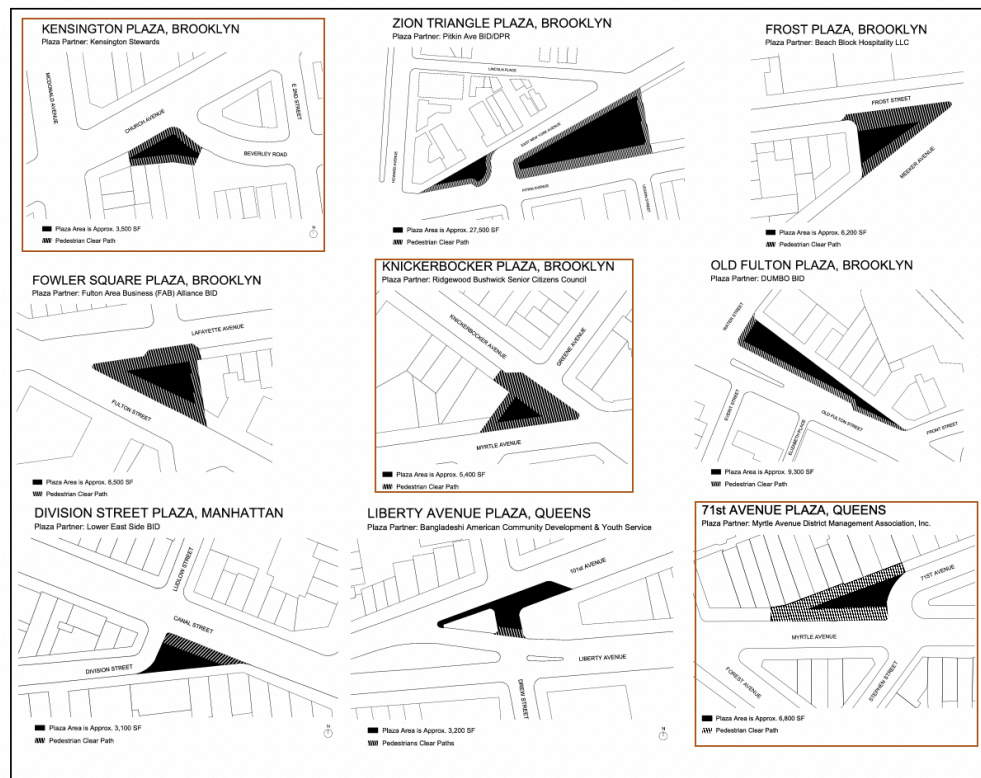 KENSINGTON PLAZA, BROOKLYN
Plaza Partner: Kensington Stewards
MCDONALD AVENUE
CHURCH AVENUE
E 2ND STREET
BEVERLEY ROAD
Plaza Area is Approx. 3,500 SF
Pedestrian Clear Path
N
ZION TRIANGLE PLAZA, BROOKLYN
Plaza Partner: Pitkin Ave BID/DPR
LINCOLN PLACE
EAST NEW YORK AVENUE
HOWARD AVENUE
PITKIN AVENUE
LEGION STREET
Plaza Area is Approx. 27,500 SF
Pedestrian Clear Path
FROST PLAZA, BROOKLYN
Plaza Partner: Beach Block Hospitality LLC
FROST STREET
MEEKER AVENUE
Plaza Area is Approx. 6,200 SF
Pedestrian Clear Path
FOWLER SQUARE PLAZA, BROOKLYN
Plaza Partner: Fulton Area Business (FAB) Alliance BID
LAFAYETTE AVENUE
FULTON STREET
Plaza Area is Approx. 8,500 SF
Pedestrian Clear Path
KNICKERBOCKER PLAZA, BROOKLYN
Plaza Partner: Ridgewood Bushwick Senior Citizens Council
KNICKERBOCKER AVENUE
GREENE AVENUE
MYRTLE AVENUE
Plaza Area is Approx. 5,400 SF
Pedestrian Clear Path
OLD FULTON PLAZA, BROOKLYN
Plaza Partner: DUMBO BID
WATER STREET
EVERIT STREET
ELIZABETH PLACE
OLD FULTON STREET
FRONT STREET
Plaza Area is Approx. 9,300 SF
Pedestrian Clear Path
DIVISION STREET PLAZA, MANHATTAN
Plaza Partner: Lower East Side BID
LUDLOW STREET
CANAL STREET
DIVISION STREET
Plaza Area is Approx. 3,100 SF
Pedestrian Clear Path
N
LIBERTY AVENUE PLAZA, QUEENS
Plaza Partner: Bangladeshi American Community Development & Youth Service
101st AVENUE
LIBERTY AVENUE
DREW STREET
Plaza Area is Approx. 3,200 SF
Pedestrians Clear Paths
N
71st AVENUE PLAZA, QUEENS
Plaza Partner: Myrtle Avenue District Management Association, Inc.
71ST AVENUE
MYRTLE AVENUE
FOREST AVENUE
STEPHEN STREET
Plaza Area is Approx. 6,800 SF
Pedestrian Clear Path